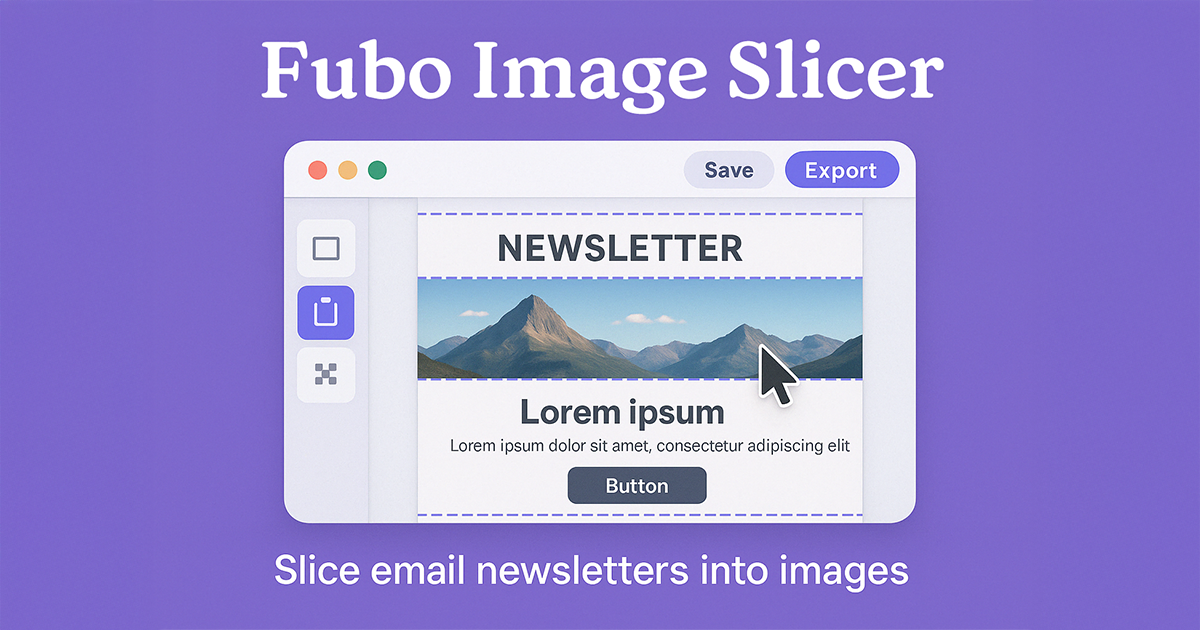 Fubo Image Slicer
Save
Export
NEWSLETTER
Lorem ipsum
Lorem ipsum dolor sit amet, consectetur adipiscing elit
Button
Slice email newsletters into images